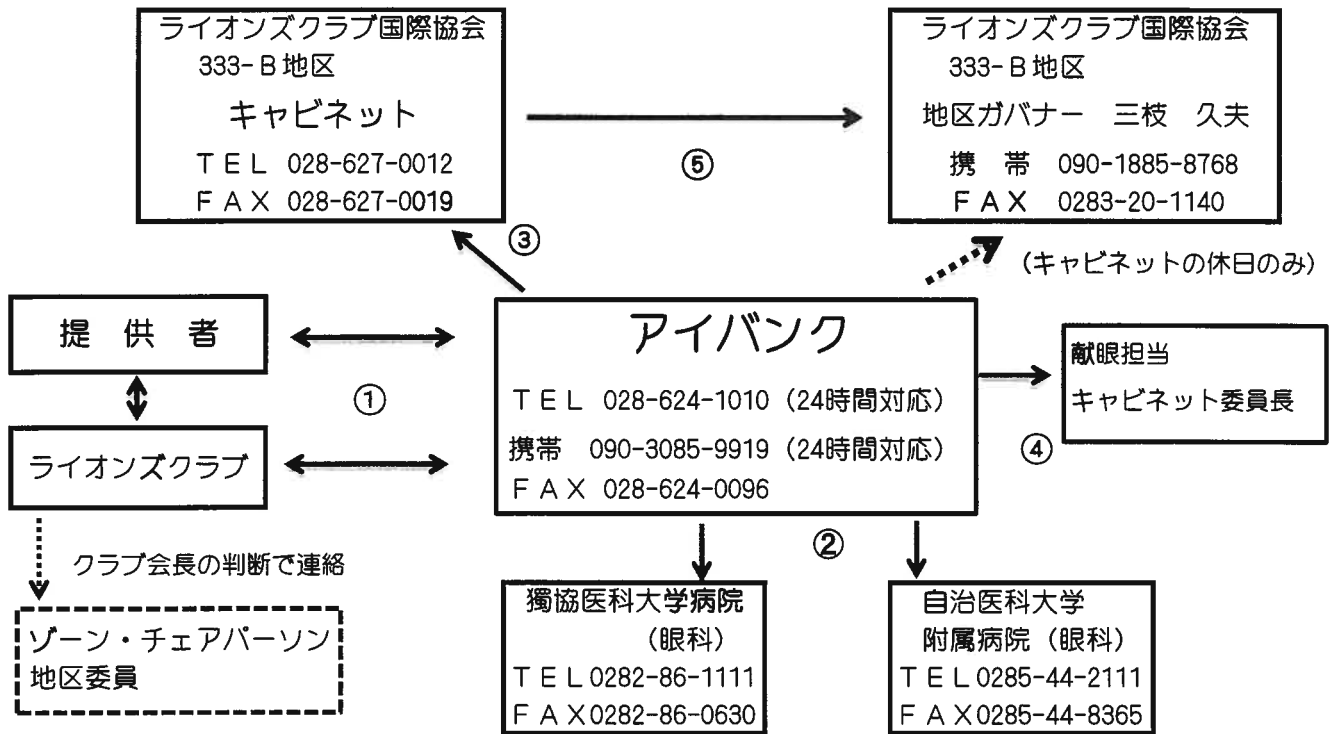 ライオンズクラブ国際協会
333-B地区
キャビネット
ＴＥＬ 028-627-0012
ＦＡＸ 028-627-0019
⑤
ライオンズクラブ国際協会
333-B地区
地区ガバナー　三枝　久夫
携　帯　090-1885-8768
ＦＡＸ　0283-20-1140
③
(キャビネットの休日のみ)
提　供　者
①
ライオンズクラブ
アイバンク
ＴＥＬ 028-624-1010（24時間対応）
携帯　090-3085-9919（24時間対応）
ＦＡＸ 028-624-0096
献眼担当
キャビネット委員長
④
クラブ会長の判断で連絡
ゾーン・チェアパーソン
地区委員
②
獨協医科大学病院
（眼科）
ＴＥＬ0282-86-1111
ＦＡＸ0282-86-0630
自治医科大学
附属病院（眼科）
ＴＥＬ0285-44-2111
ＦＡＸ0285-44-8365